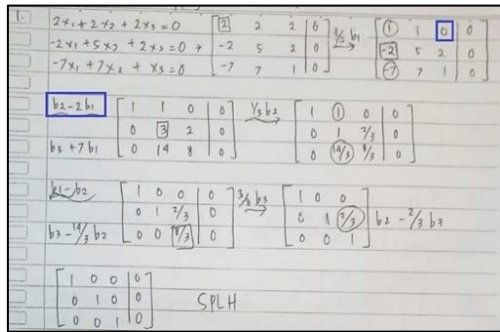 1.
2x₁ + 2x₂ + 2x₃ = 0
-2x₁ + 5x₂ + 2x₃ = 0 →
-7x₁ + 7x₂ + x₃ = 0
[ 2 2 2 | 0 ]
[ -2 5 2 | 0 ]
[ -7 7 1 | 0 ]
1/2 b₁ →
[ 1 1 0 | 0 ]
[ -2 5 2 | 0 ]
[ -7 7 1 | 0 ]
b2 - 2b1
b3 + 7b1
[ 1 1 0 | 0 ]
[ 0 3 2 | 0 ]
[ 0 14 8 | 0 ]
1/3 b2 →
[ 1 1 0 0 ]
[ 0 1 2/3 0 ]
[ 0 14/3 8/3 0 ]
b1 - b2
b3 - 14/3 b2
[ 1 0 0 | 0 ]
[ 0 1 2/3 | 0 ]
[ 0 0 8/3 | 0 ]
3/8 b3 →
[ 1 0 0 ]
[ 0 1 2/3 ]
[ 0 0 1 ]
b2 - 2/3 b3
[ 1 0 0 | 0 ]
[ 0 1 0 | 0 ]
[ 0 0 1 | 0 ]
SPLH